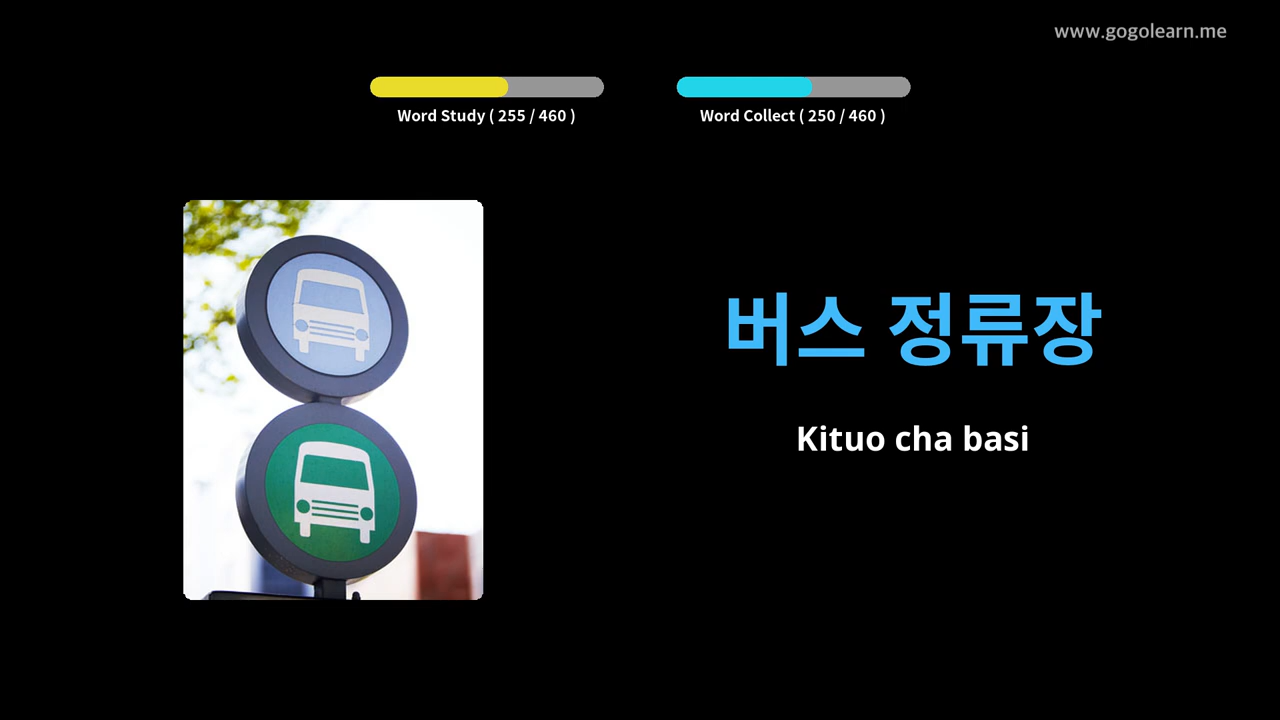 www.gogolearn.me
Word Study ( 255 / 460 )
Word Collect ( 250 / 460 )
버스 정류장
Kituo cha basi